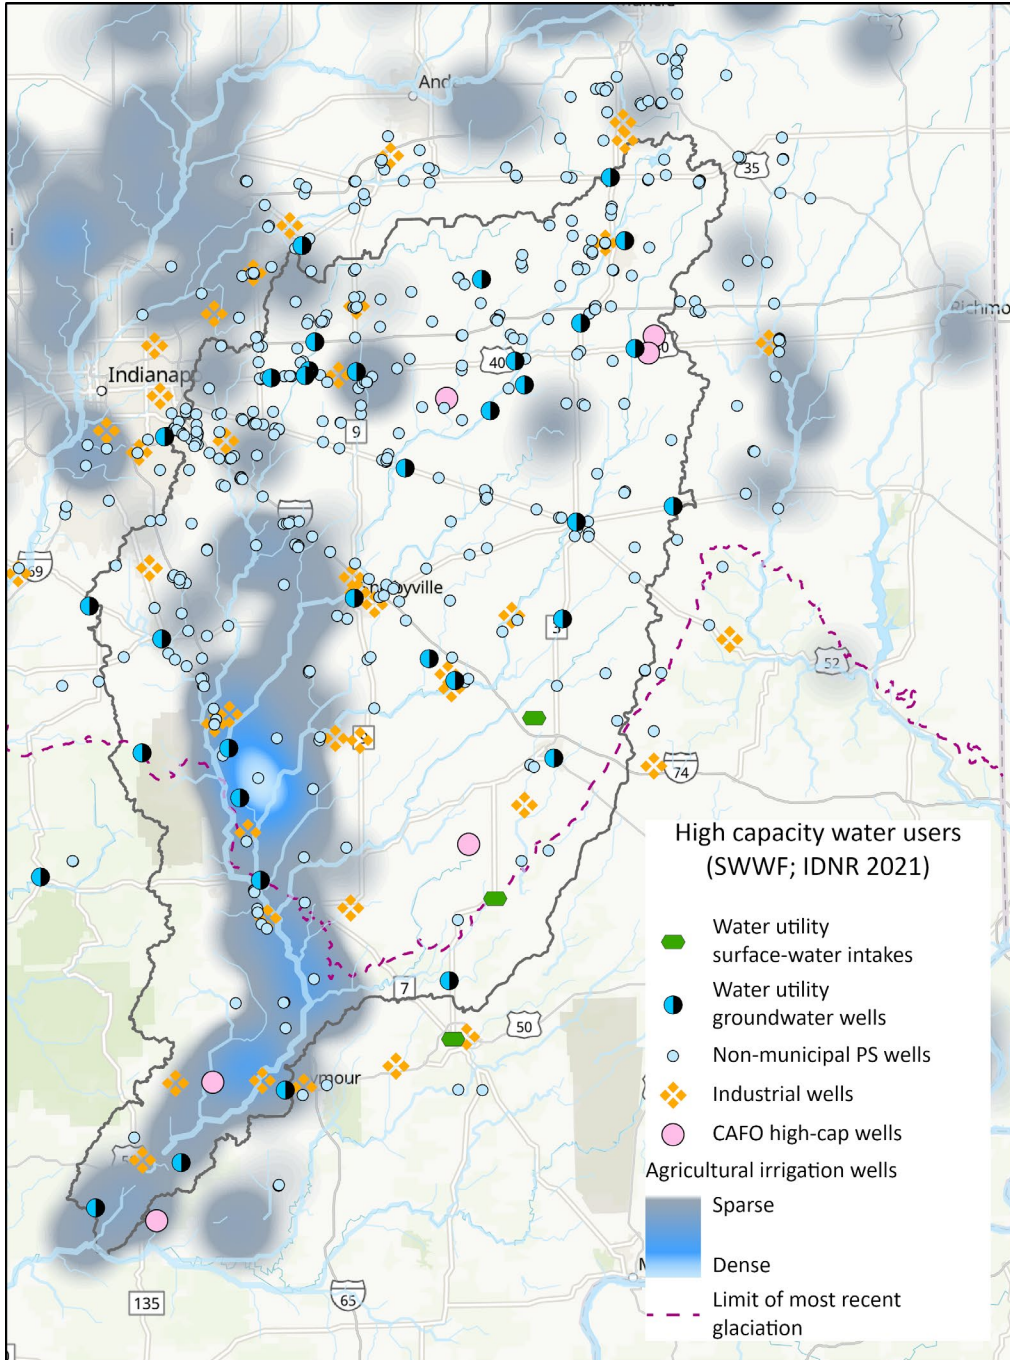 35
Indianap
40
9
69
3
52
74
7
50
65
135
High capacity water users
(SWWF; IDNR 2021)
Water utility
surface-water intakes
Water utility
groundwater wells
Non-municipal PS wells
Industrial wells
CAFO high-cap wells
Agricultural irrigation wells
Sparse
Dense
Limit of most recent
glaciation